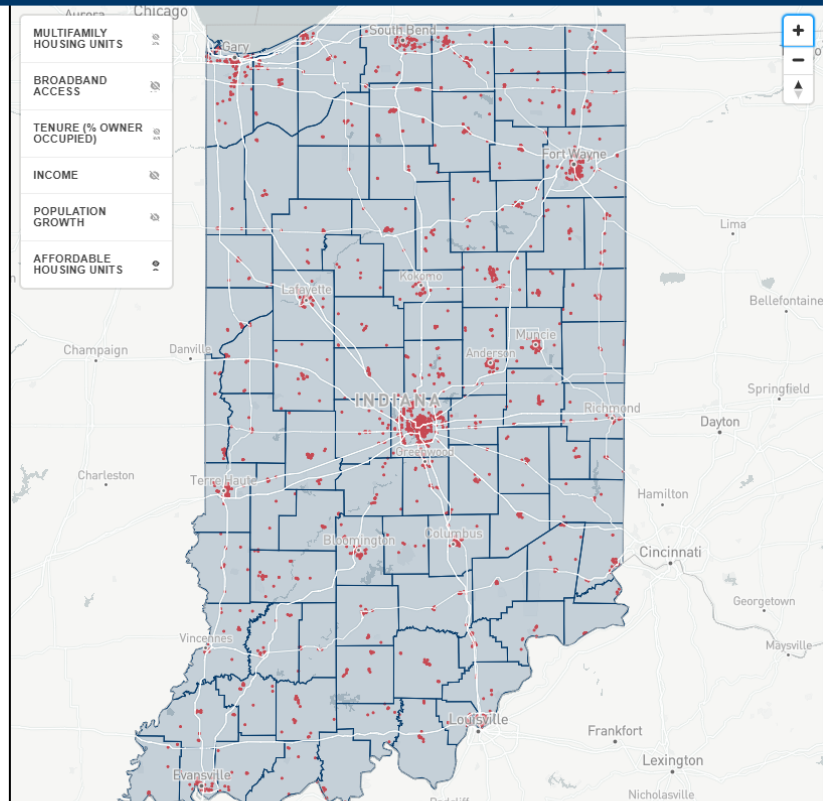 Aurora
Chicago
MULTIFAMILY
HOUSING UNITS
BROADBAND
ACCESS
TENURE (% OWNER
OCCUPIED)
INCOME
POPULATION
GROWTH
AFFORDABLE
HOUSING UNITS
+
−
Gary
South Bend
Fort Wayne
Lima
Kokomo
Lafayette
Bellefontaine
Muncie
Champaign
Danville
Anderson
Springfield
INDIANA
Richmond
Dayton
Greenwood
Charleston
Terre Haute
Hamilton
Bloomington
Columbus
Cincinnati
Georgetown
Vincennes
Maysville
Louisville
Frankfort
Lexington
Evansville
Nicholasville